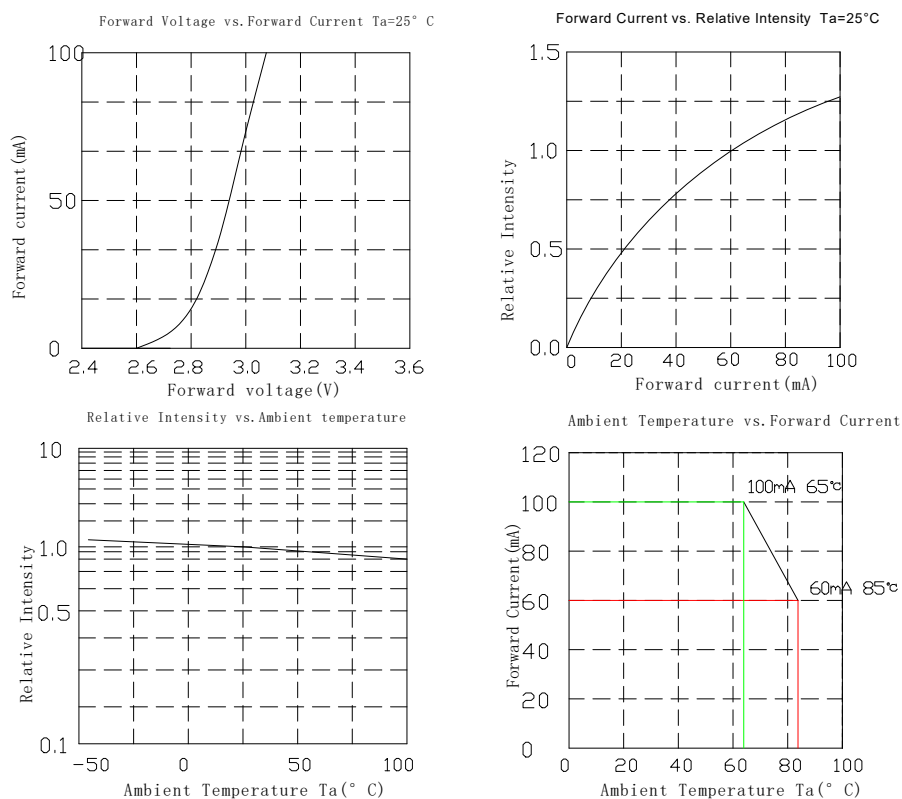 Forward Voltage vs.Forward Current Ta=25° C
100
50
0
2.4 2.6 2.8 3.0 3.2 3.4 3.6
Forward current(mA)
Forward voltage(V)
Forward Current vs. Relative Intensity Ta=25°C
1.5
1.0
0.5
0.0
0 20 40 60 80 100
Relative Intensity
Forward current(mA)
Relative Intensity vs.Ambient temperature
10
1.0
0.5
0.1
-50 0 50 100
Relative Intensity
Ambient Temperature Ta(° C)
Ambient Temperature vs.Forward Current
120
100
80
60
40
20
0
0 20 40 60 80 100
100mA 65℃
60mA 85℃
Forward Current(mA)
Ambient Temperature Ta(° C)